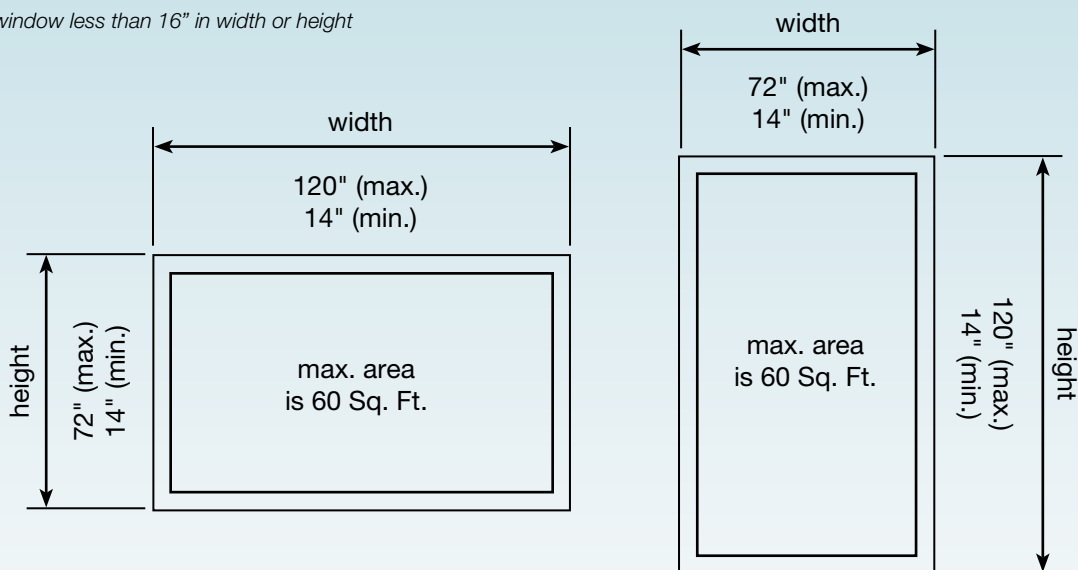 window less than 16” in width or height
width
120" (max.)
14" (min.)
height
72" (max.)
14" (min.)
max. area
is 60 Sq. Ft.
width
72" (max.)
14" (min.)
max. area
is 60 Sq. Ft.
120" (max.)
14" (min.)
height